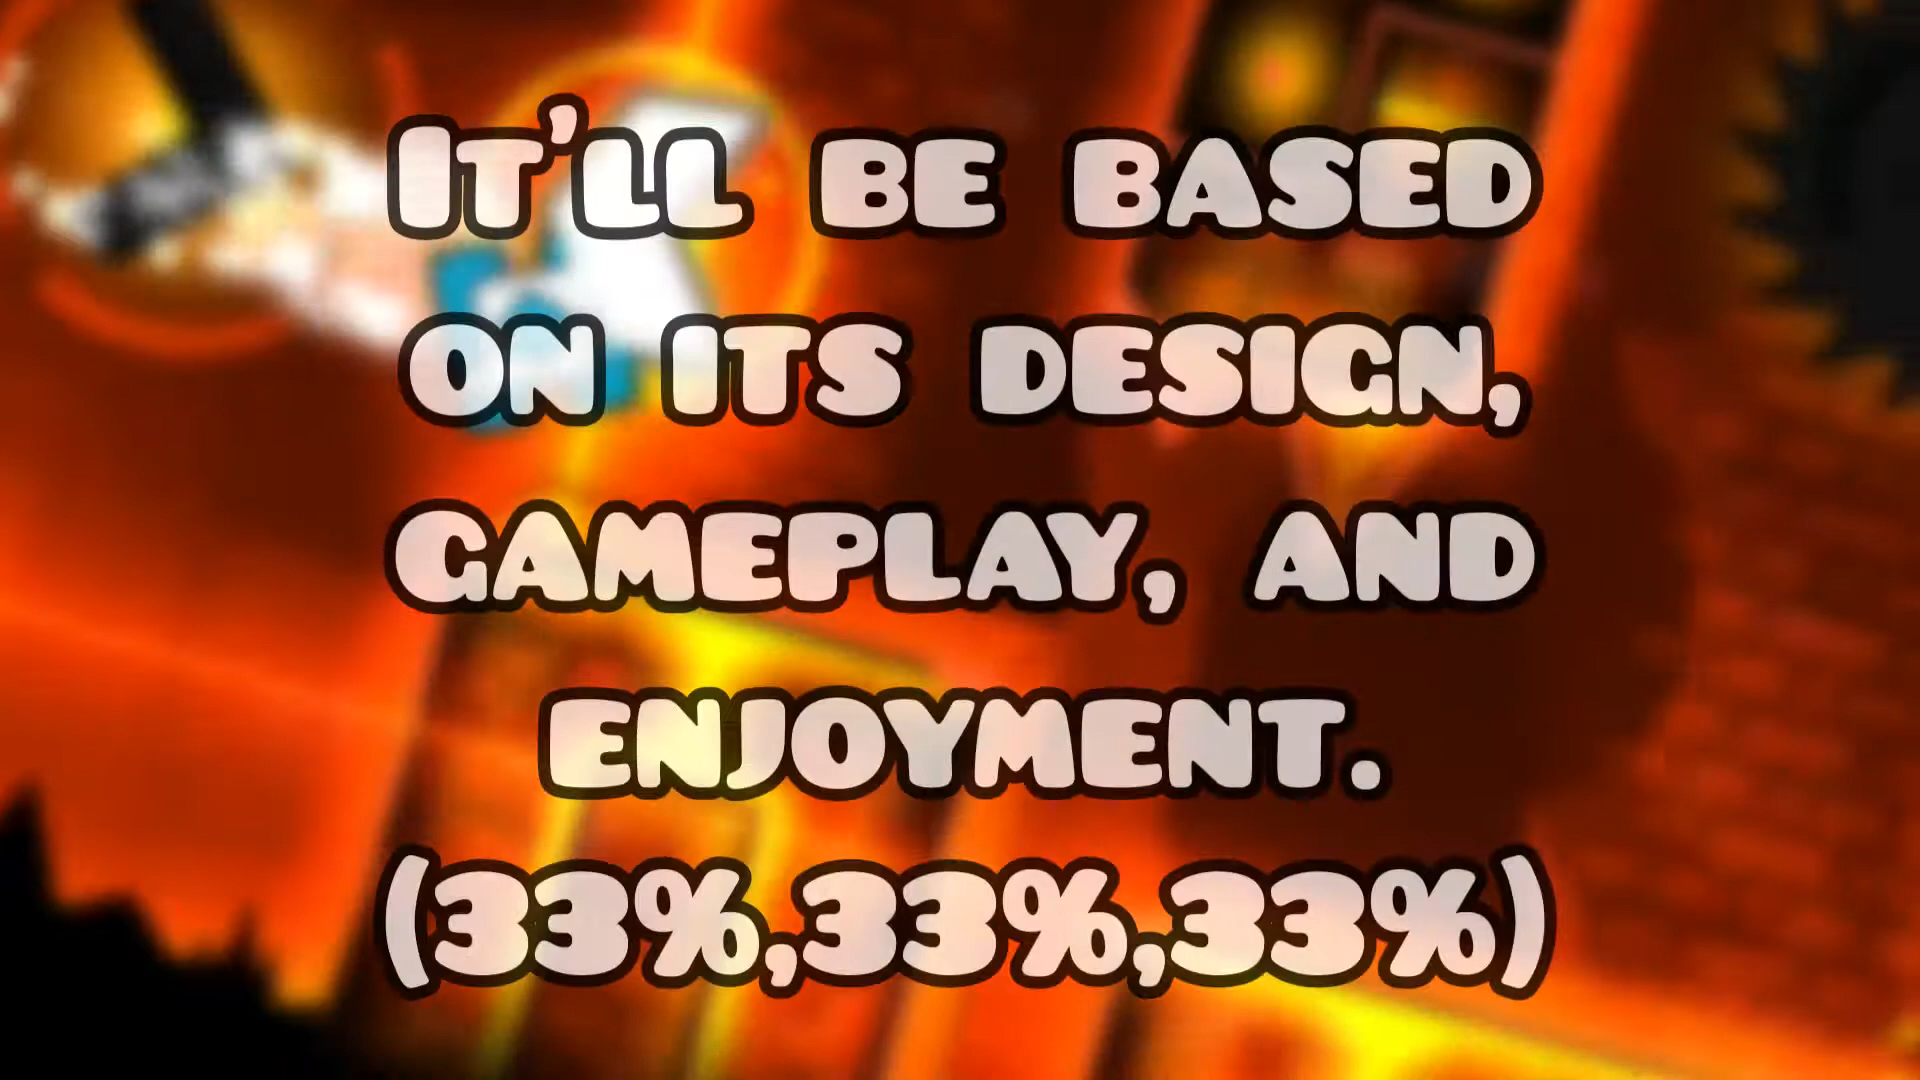 It'll be based
on its design,
gameplay, and
enjoyment.
(33%,33%,33%)